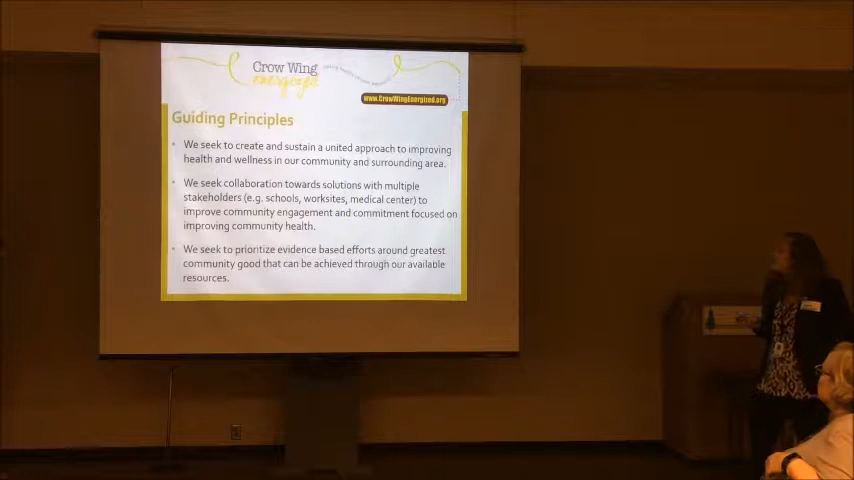 Crow Wing
energized
www.CrowWingEnergized.org
Guiding Principles
• We seek to create and sustain a united approach to improving
health and wellness in our community and surrounding area.
• We seek collaboration towards solutions with multiple
stakeholders (e.g. schools, worksites, medical center) to
improve community engagement and commitment focused on
improving community health.
• We seek to prioritize evidence based efforts around greatest
community good that can be achieved through our available
resources.